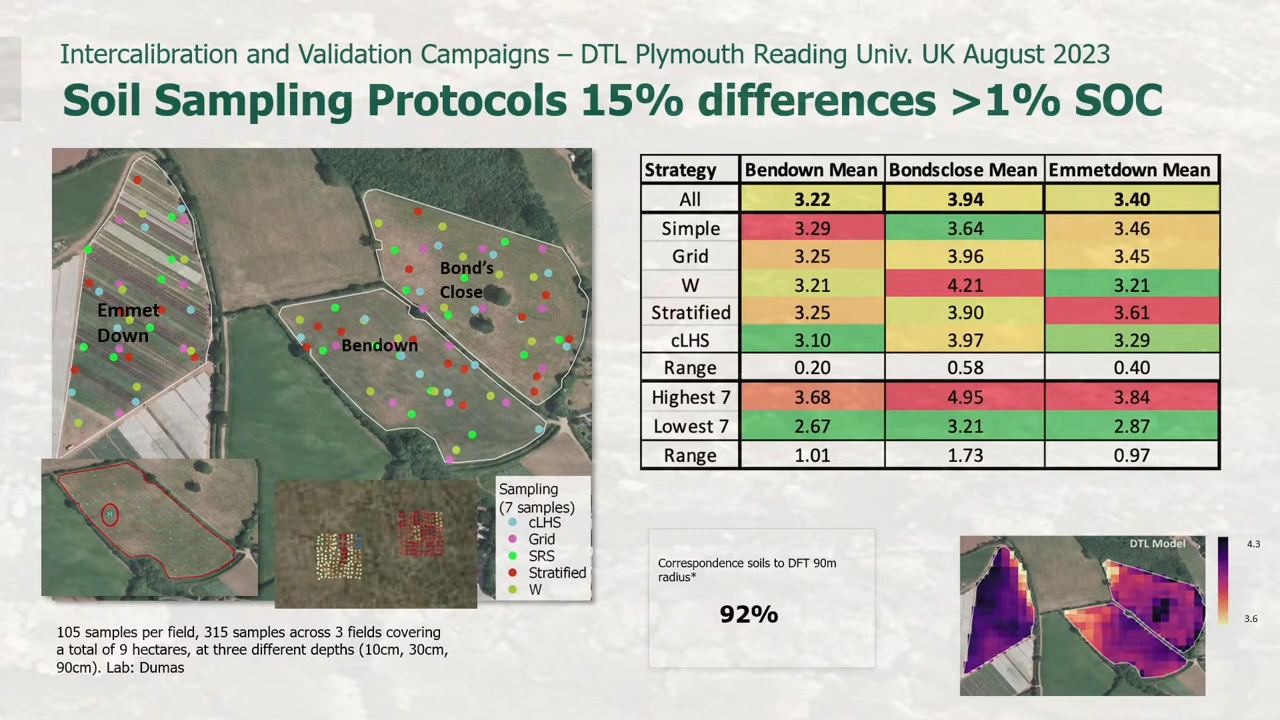 Intercalibration and Validation Campaigns – DTL Plymouth Reading Univ. UK August 2023
Soil Sampling Protocols 15% differences >1% SOC
Emmet
Down
Bond's
Close
Bendown
Sampling
(7 samples)
cLHS
Grid
SRS
Stratified
W
105 samples per field, 315 samples across 3 fields covering
a total of 9 hectares, at three different depths (10cm, 30cm,
90cm). Lab: Dumas
Strategy Bendown Mean Bondsclose Mean Emmetdown Mean
All 3.22 3.94 3.40
Simple 3.29 3.64 3.46
Grid 3.25 3.96 3.45
W 3.21 4.21 3.21
Stratified 3.25 3.90 3.61
cLHS 3.10 3.97 3.29
Range 0.20 0.58 0.40
Highest 7 3.68 4.95 3.84
Lowest 7 2.67 3.21 2.87
Range 1.01 1.73 0.97
Correspondence soils to DFT 90m
radius*
92%
DTL Model
4.3
3.6